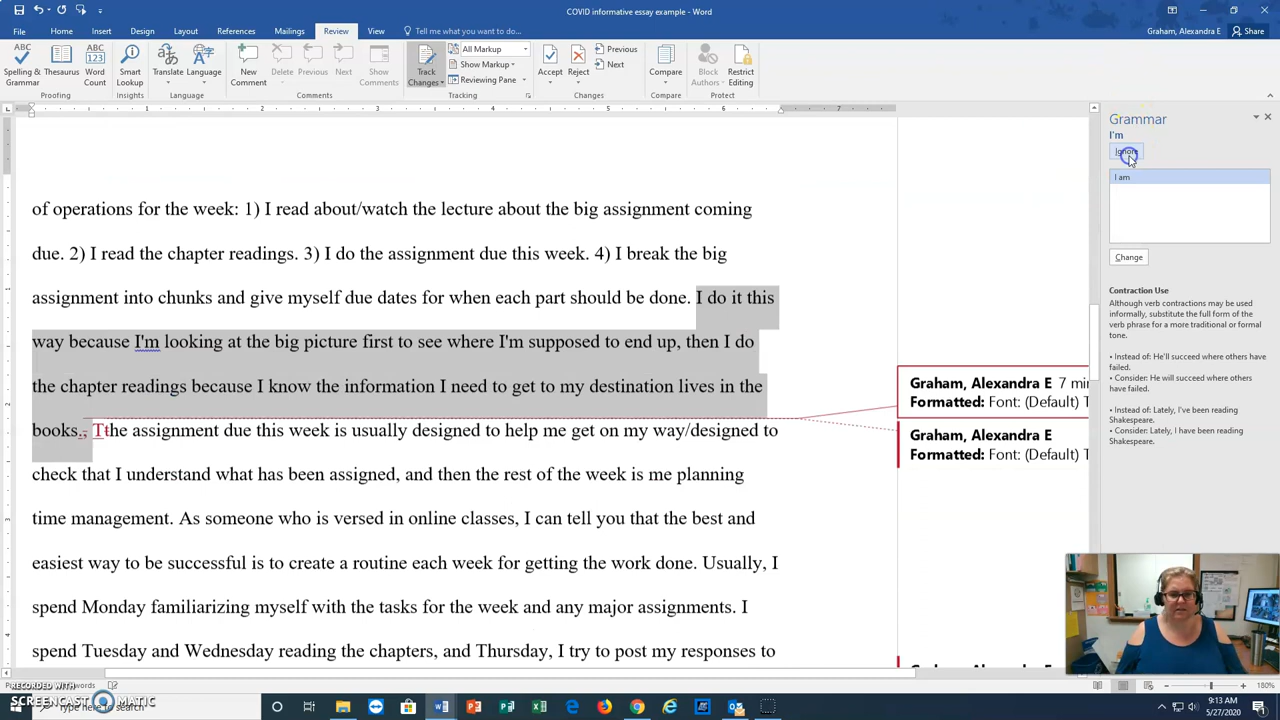 COVID informative essay example - Word
Graham, Alexandra E
Share
File
Home
Insert
Design
Layout
References
Mailings
Review
View
Tell me what you want to do...
Spelling & Grammar
Thesaurus
Word Count
Smart Lookup
Translate
Language
New Comment
Delete
Previous
Next
Show Comments
Track Changes
All Markup
Show Markup
Reviewing Pane
Accept
Reject
Previous
Next
Compare
Block Authors
Restrict Editing
Proofing
Insights
Language
Comments
Tracking
Changes
Compare
Protect
of operations for the week: 1) I read about/watch the lecture about the big assignment coming
due. 2) I read the chapter readings. 3) I do the assignment due this week. 4) I break the big
assignment into chunks and give myself due dates for when each part should be done. I do it this
way because I'm looking at the big picture first to see where I'm supposed to end up, then I do
the chapter readings because I know the information I need to get to my destination lives in the
books., Tthe assignment due this week is usually designed to help me get on my way/designed to
check that I understand what has been assigned, and then the rest of the week is me planning
time management. As someone who is versed in online classes, I can tell you that the best and
easiest way to be successful is to create a routine each week for getting the work done. Usually, I
spend Monday familiarizing myself with the tasks for the week and any major assignments. I
spend Tuesday and Wednesday reading the chapters, and Thursday, I try to post my responses to
Graham, Alexandra E 7 min
Formatted: Font: (Default) T
Graham, Alexandra E
Formatted: Font: (Default) T
Grammar
I'm
Ignore
I am
Change
Contraction Use
Although verb contractions may be used
informally, substitute the full form of the
verb phrase for a more traditional or formal
tone.
• Instead of: He'll succeed where others have
failed.
• Consider: He will succeed where others
have failed.
• Instead of: Lately, I've been reading
Shakespeare.
• Consider: Lately, I have been reading
Shakespeare.
words
180%
RECORDED WITH
SCREENCAST MATIC
search
9:13 AM
5/27/2020